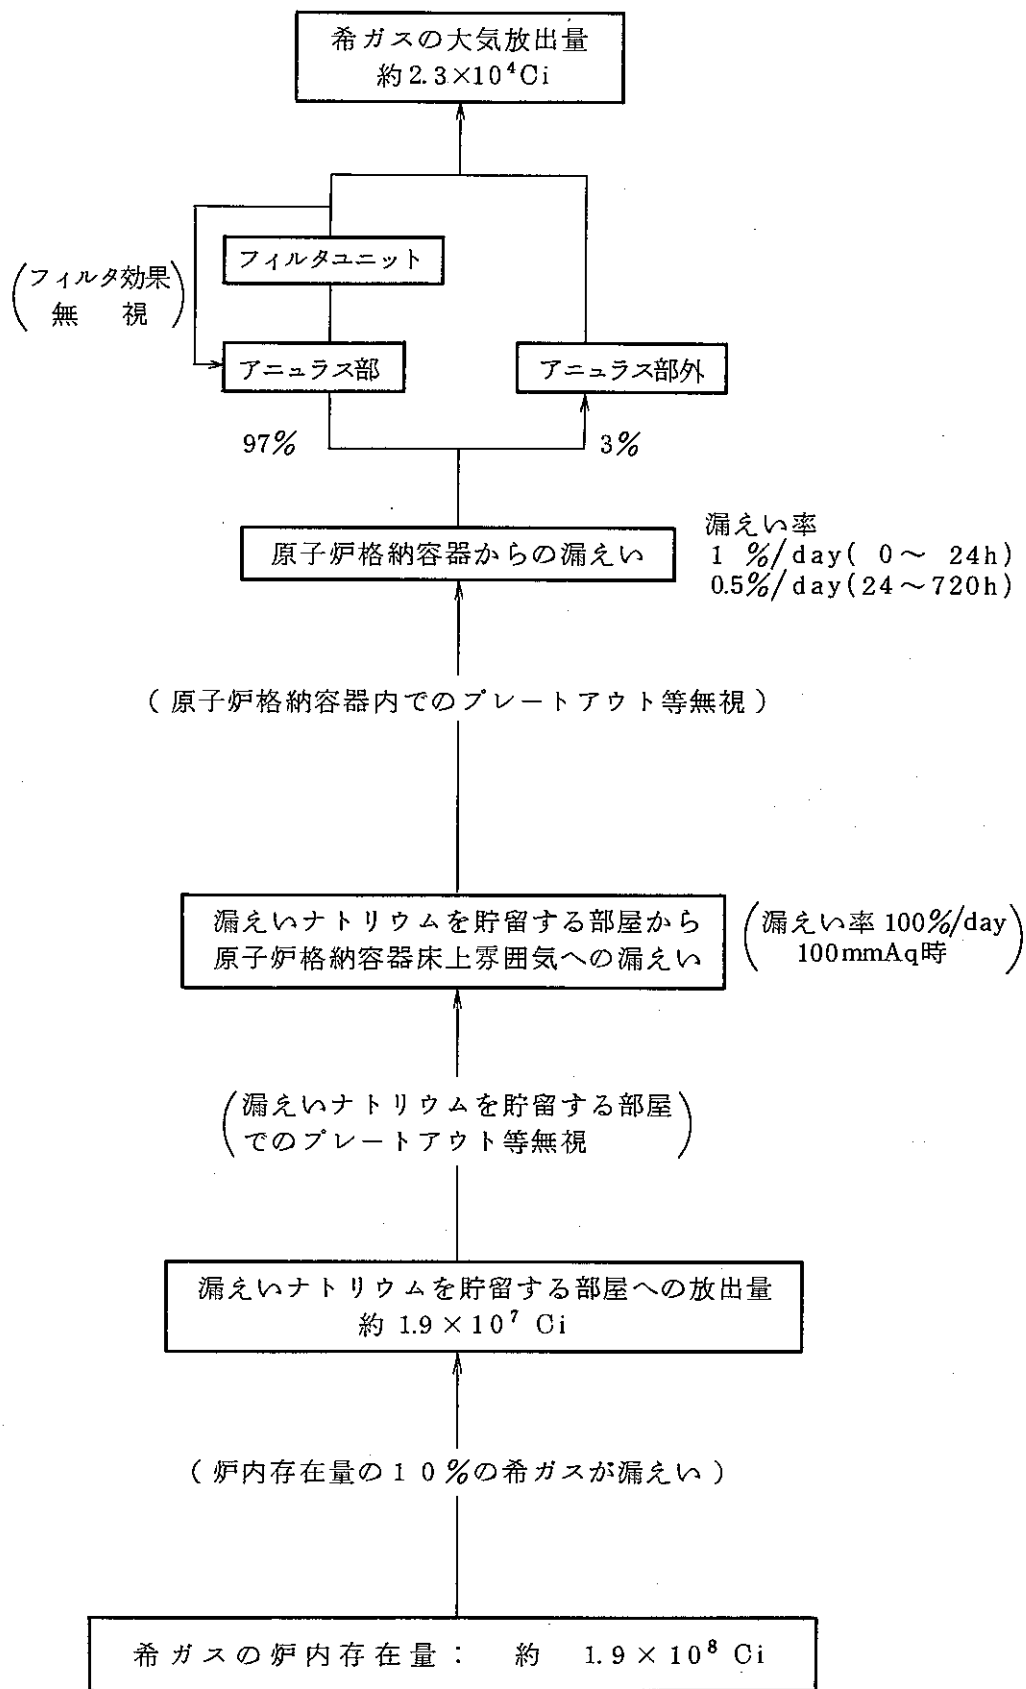 希ガスの大気放出量
約2.3×10⁴Ci
フィルタユニット
(フィルタ効果
無 視)
アニュラス部
アニュラス部外
97%
3%
原子炉格納容器からの漏えい
漏えい率
1 %/day( 0～ 24h)
0.5%/day(24～720h)
(原子炉格納容器内でのプレートアウト等無視)
漏えいナトリウムを貯留する部屋から
原子炉格納容器床上雰囲気への漏えい
(漏えい率 100%/day
100mmAq時)
(漏えいナトリウムを貯留する部屋
でのプレートアウト等無視)
漏えいナトリウムを貯留する部屋への放出量
約 1.9×10⁷ Ci
(炉内存在量の10%の希ガスが漏えい)
希ガスの炉内存在量： 約 1.9×10⁸ Ci